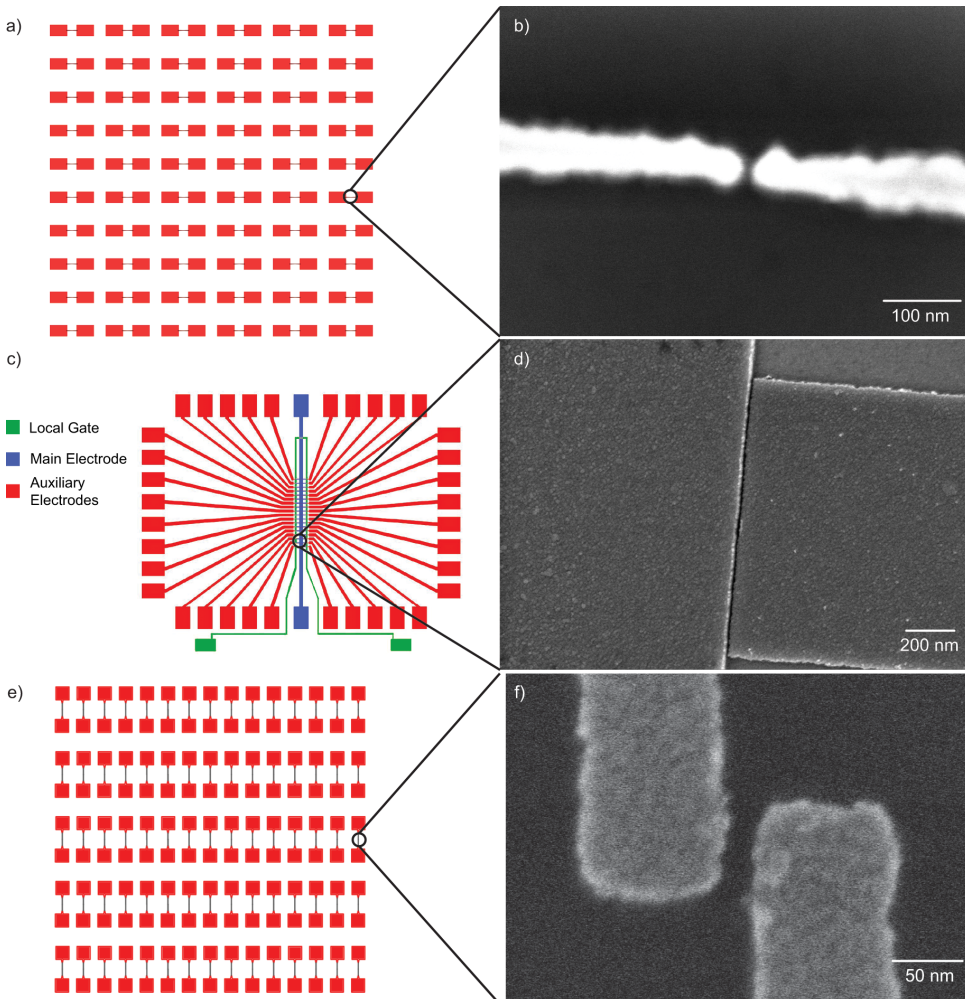 a)
b)
100 nm
c)
Local Gate
Main Electrode
Auxiliary
Electrodes
d)
200 nm
e)
f)
50 nm